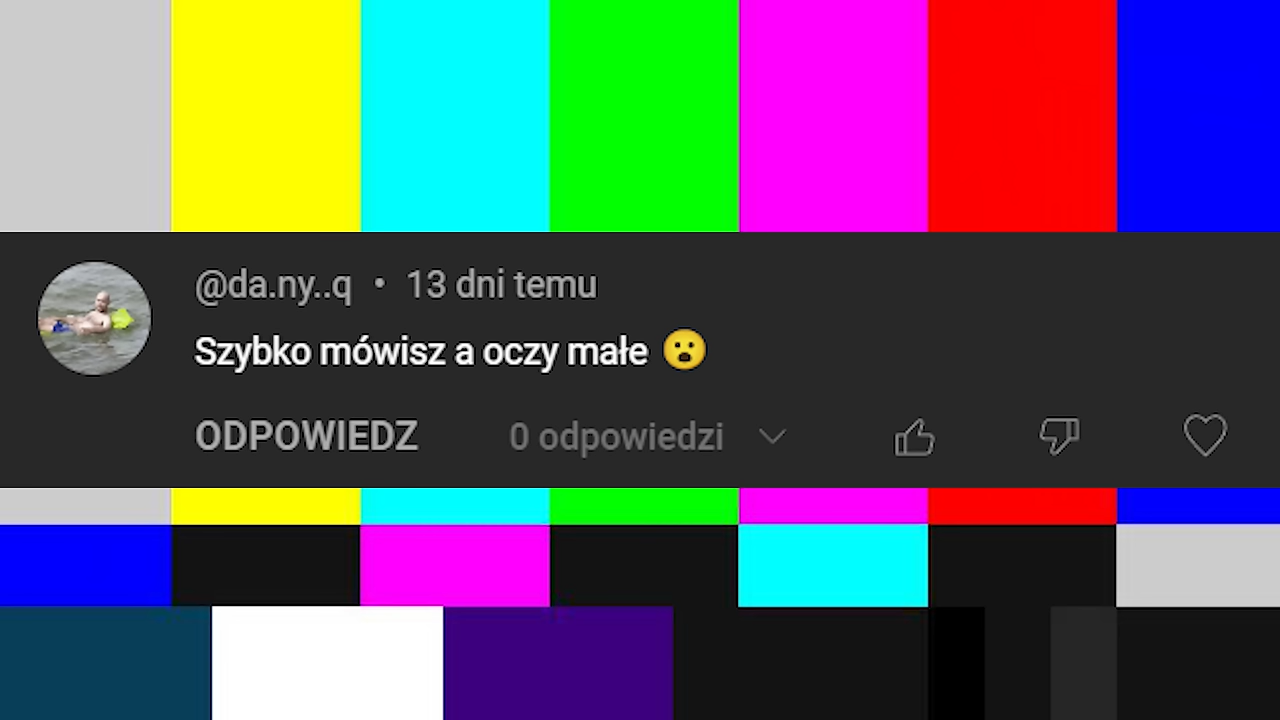 @da.ny..q • 13 dni temu
Szybko mówisz a oczy małe 😮
ODPOWIEDZ 0 odpowiedzi